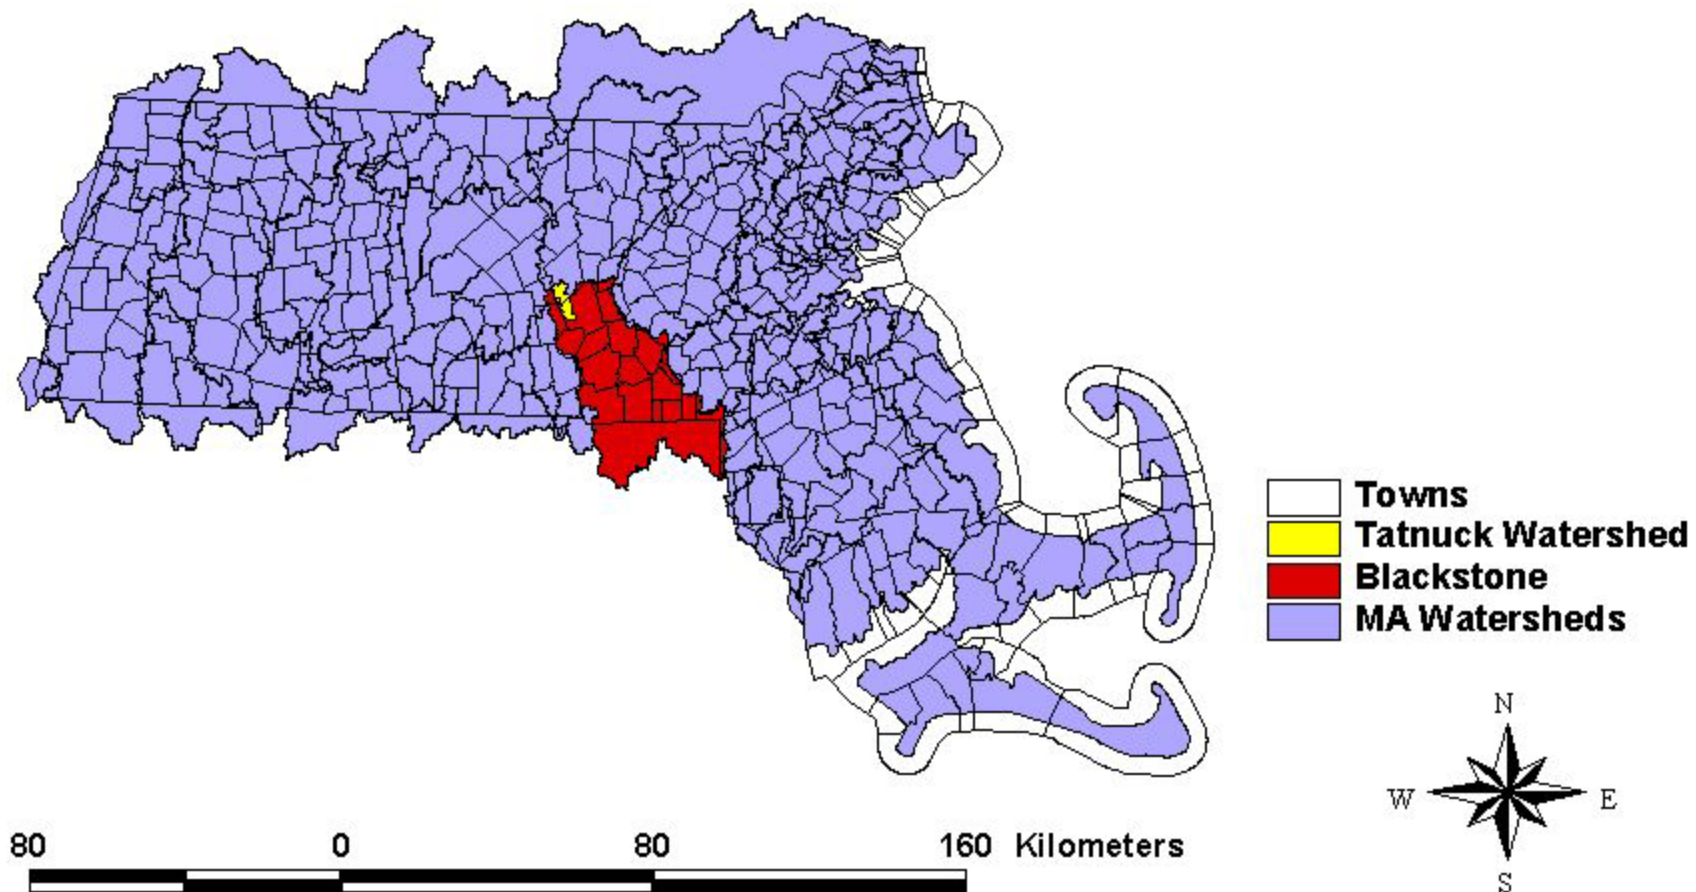 Towns
Tatnuck Watershed
Blackstone
MA Watersheds
N
W E
S
80 0 80 160 Kilometers